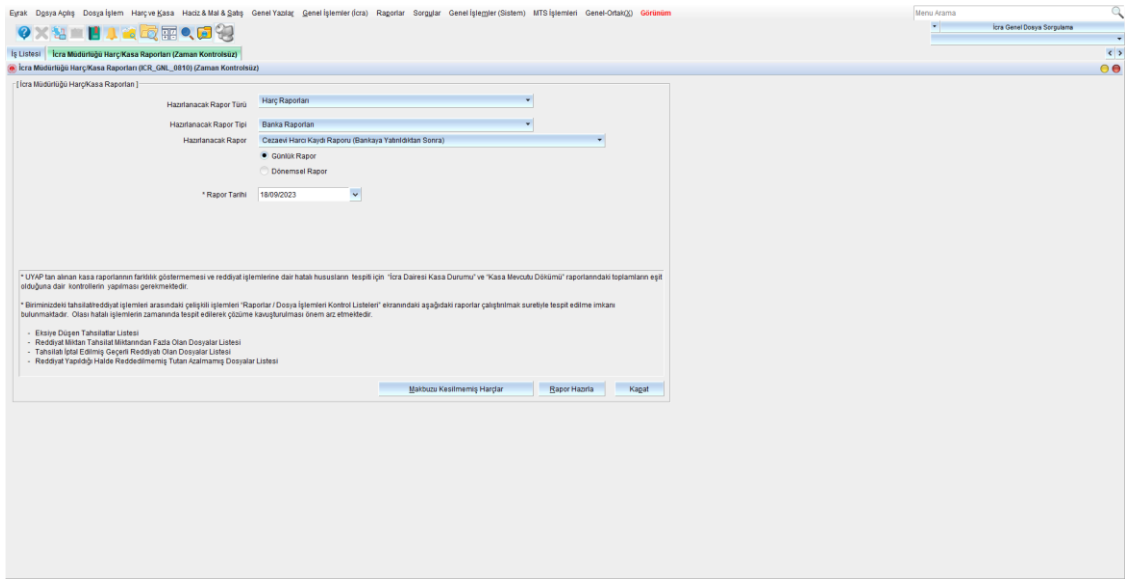 Evrak Dosya Açılış Dosya İşlem Harç ve Kasa Haciz & Mal & Satış Genel Yazılar Genel İşlemler (İcra) Raporlar Sorgular Genel İşlemler (Sistem) MTS İşlemleri Genel-Ortak(X) Görünüm
Menu Arama
İcra Genel Dosya Sorgulama
İş Listesi İcra Müdürlüğü Harç/Kasa Raporları (Zaman Kontrolsüz)
İcra Müdürlüğü Harç/Kasa Raporları (ICR_GNL_0810) (Zaman Kontrolsüz)
[ İcra Müdürlüğü Harç/Kasa Raporları ]
Hazırlanacak Rapor Türü Harç Raporları
Hazırlanacak Rapor Tipi Banka Raporları
Hazırlanacak Rapor Cezaevi Harcı Kaydı Raporu (Bankaya Yatırıldıktan Sonra)
Günlük Rapor
Dönemsel Rapor
* Rapor Tarihi 18/09/2023
* UYAP tan alınan kasa raporlarının farklılık göstermemesi ve reddiyat işlemlerine dair hatalı hususların tespiti için "İcra Dairesi Kasa Durumu" ve "Kasa Mevcutu Dökümü" raporlarındaki toplamların eşit
olduğuna dair kontrollerin yapılması gerekmektedir.
* Biriminizdeki tahsilat/reddiyat işlemleri arasındaki çelişkili işlemleri "Raporlar / Dosya İşlemleri Kontrol Listeleri" ekranındaki aşağıdaki raporlar çalıştırılmak suretiyle tespit edilme imkanı
bulunmaktadır. Olası hatalı işlemlerin zamanında tespit edilerek çözüme kavuşturulması önem arz etmektedir.
- Eksiye Düşen Tahsilatlar Listesi
- Reddiyat Miktarı Tahsilat Miktarından Fazla Olan Dosyalar Listesi
- Tahsilatı İptal Edilmiş Geçerli Reddiyatı Olan Dosyalar Listesi
- Reddiyat Yapıldığı Halde Reddedilmemiş Tutarı Azalmamış Dosyalar Listesi
Makbuzu Kesilmemiş Harçlar Rapor Hazırla Kapat